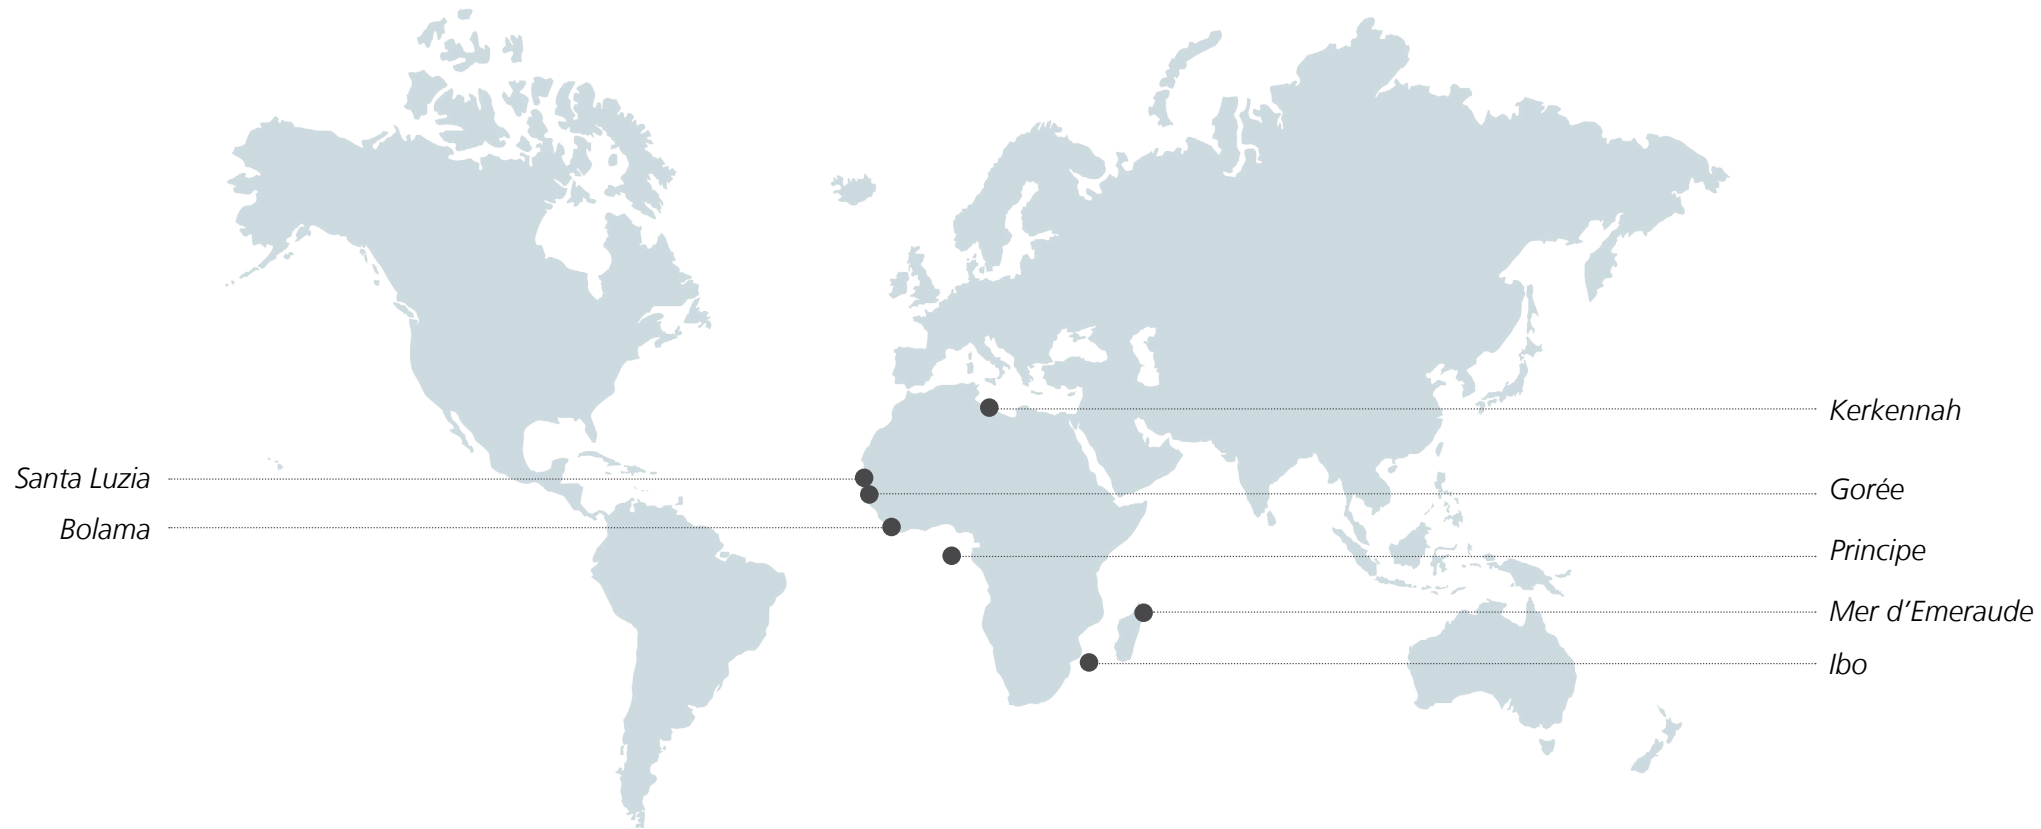 Santa Luzia
Bolama
Kerkennah
Gorée
Principe
Mer d’Emeraude
Ibo